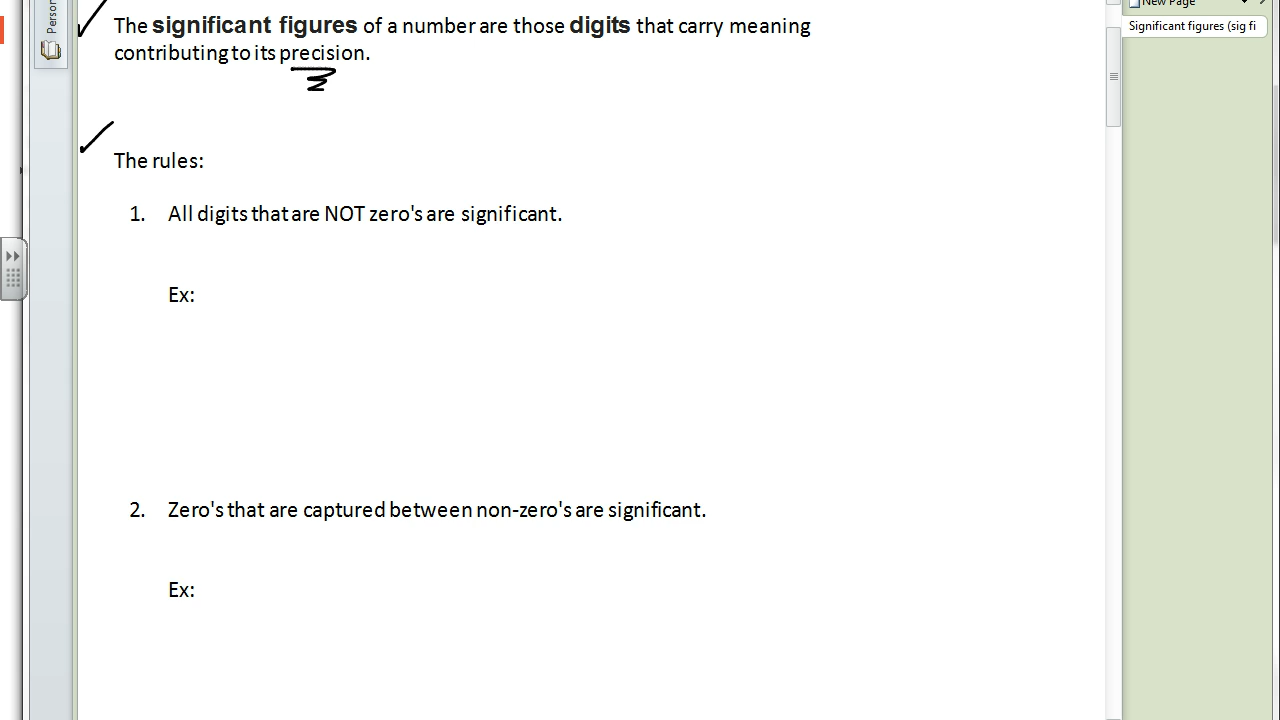 Person
New Page
Significant figures (sig fi
The significant figures of a number are those digits that carry meaning
contributing to its precision.
The rules:
1. All digits that are NOT zero's are significant.
Ex:
2. Zero's that are captured between non-zero's are significant.
Ex: